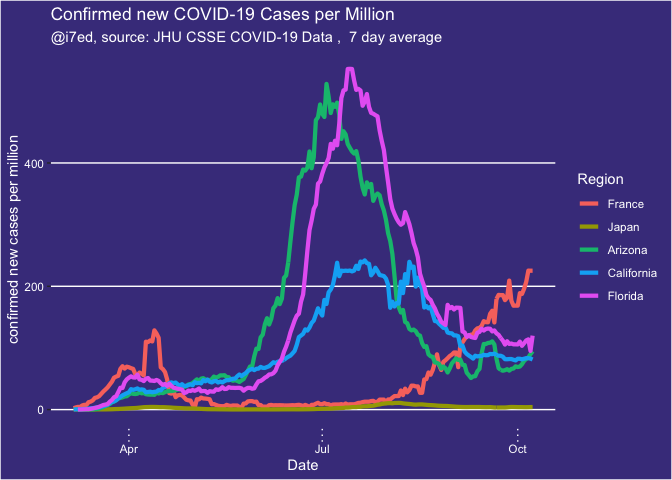 Confirmed new COVID-19 Cases per Million
@i7ed, source: JHU CSSE COVID-19 Data ,  7 day average
confirmed new cases per million
400
200
0
Apr
Jul
Oct
Date
Region
France
Japan
Arizona
California
Florida